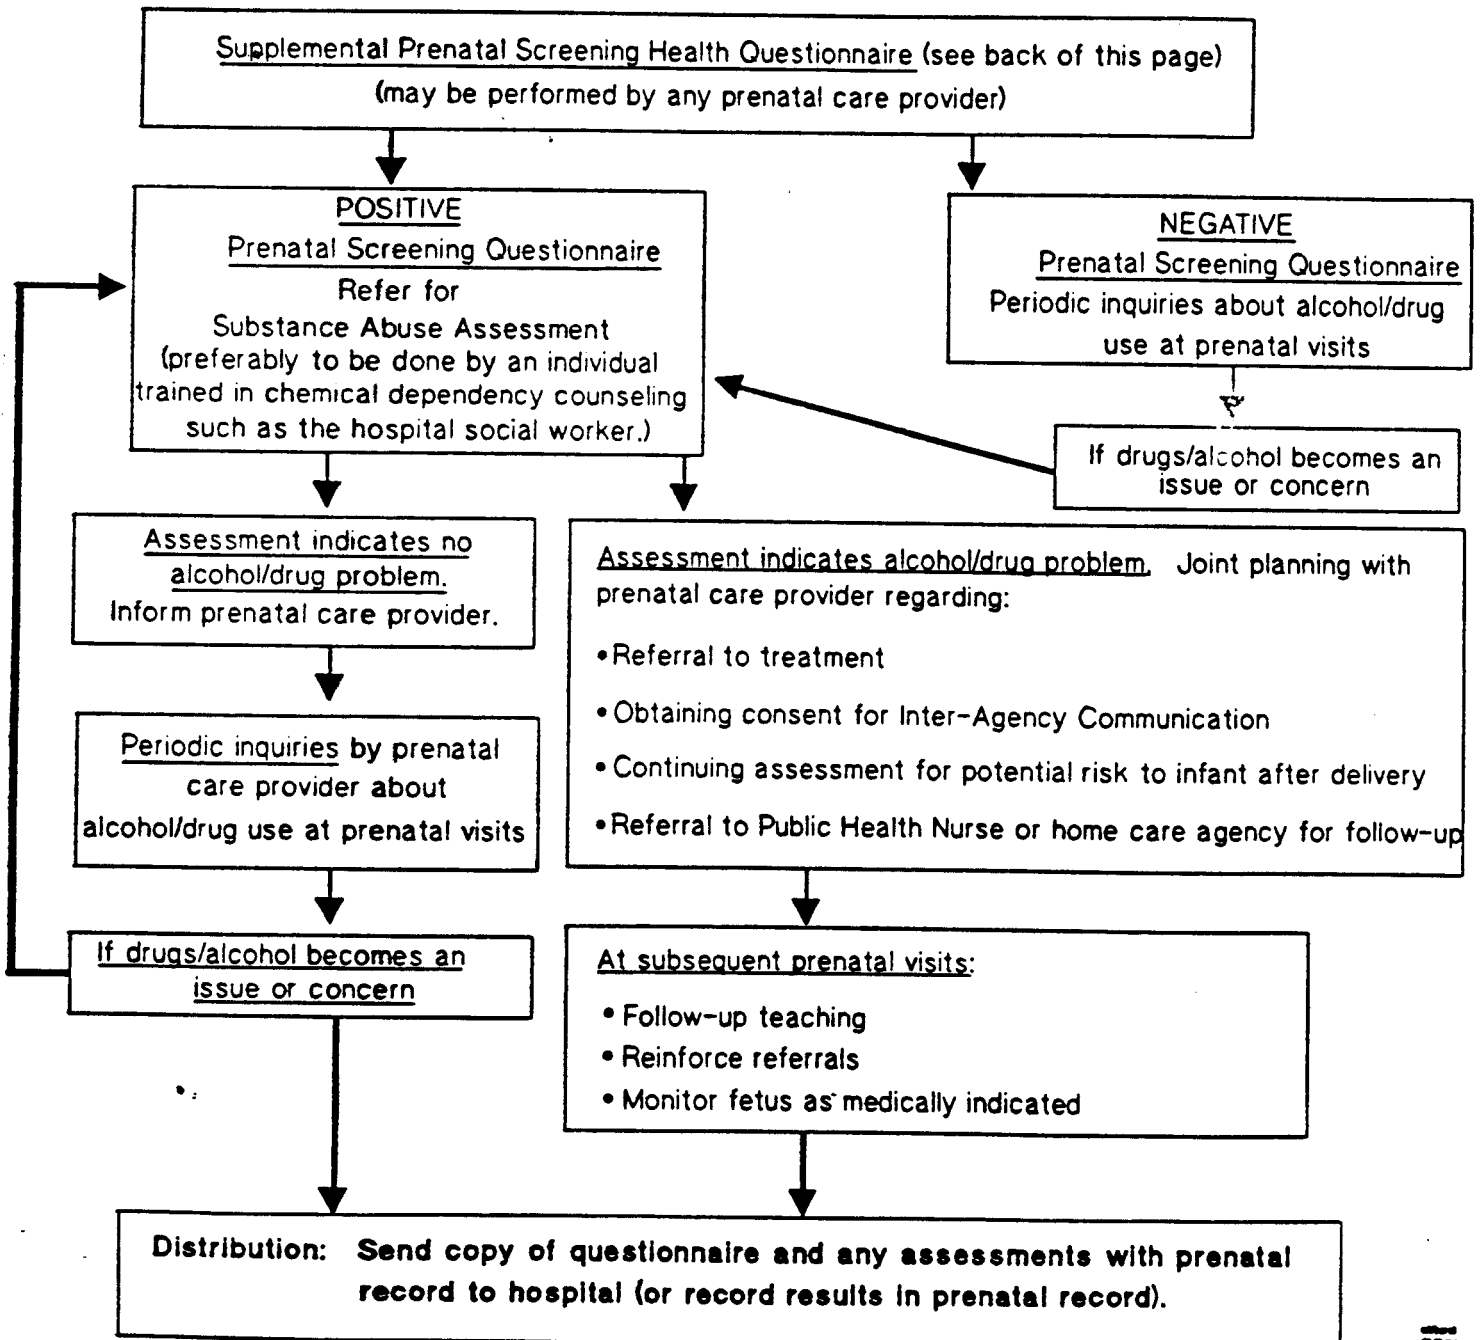 Supplemental Prenatal Screening Health Questionnaire (see back of this page)
(may be performed by any prenatal care provider)
POSITIVE
Prenatal Screening Questionnaire
Refer for
Substance Abuse Assessment
(preferably to be done by an individual
trained in chemical dependency counseling
such as the hospital social worker.)
NEGATIVE
Prenatal Screening Questionnaire
Periodic inquiries about alcohol/drug
use at prenatal visits
If drugs/alcohol becomes an
issue or concern
Assessment indicates no
alcohol/drug problem.
Inform prenatal care provider.
Periodic inquiries by prenatal
care provider about
alcohol/drug use at prenatal visits
If drugs/alcohol becomes an
issue or concern
Assessment indicates alcohol/drug problem. Joint planning with
prenatal care provider regarding:
• Referral to treatment
• Obtaining consent for Inter-Agency Communication
• Continuing assessment for potential risk to infant after delivery
• Referral to Public Health Nurse or home care agency for follow-up
At subsequent prenatal visits:
• Follow-up teaching
• Reinforce referrals
• Monitor fetus as medically indicated
Distribution: Send copy of questionnaire and any assessments with prenatal
record to hospital (or record results in prenatal record).